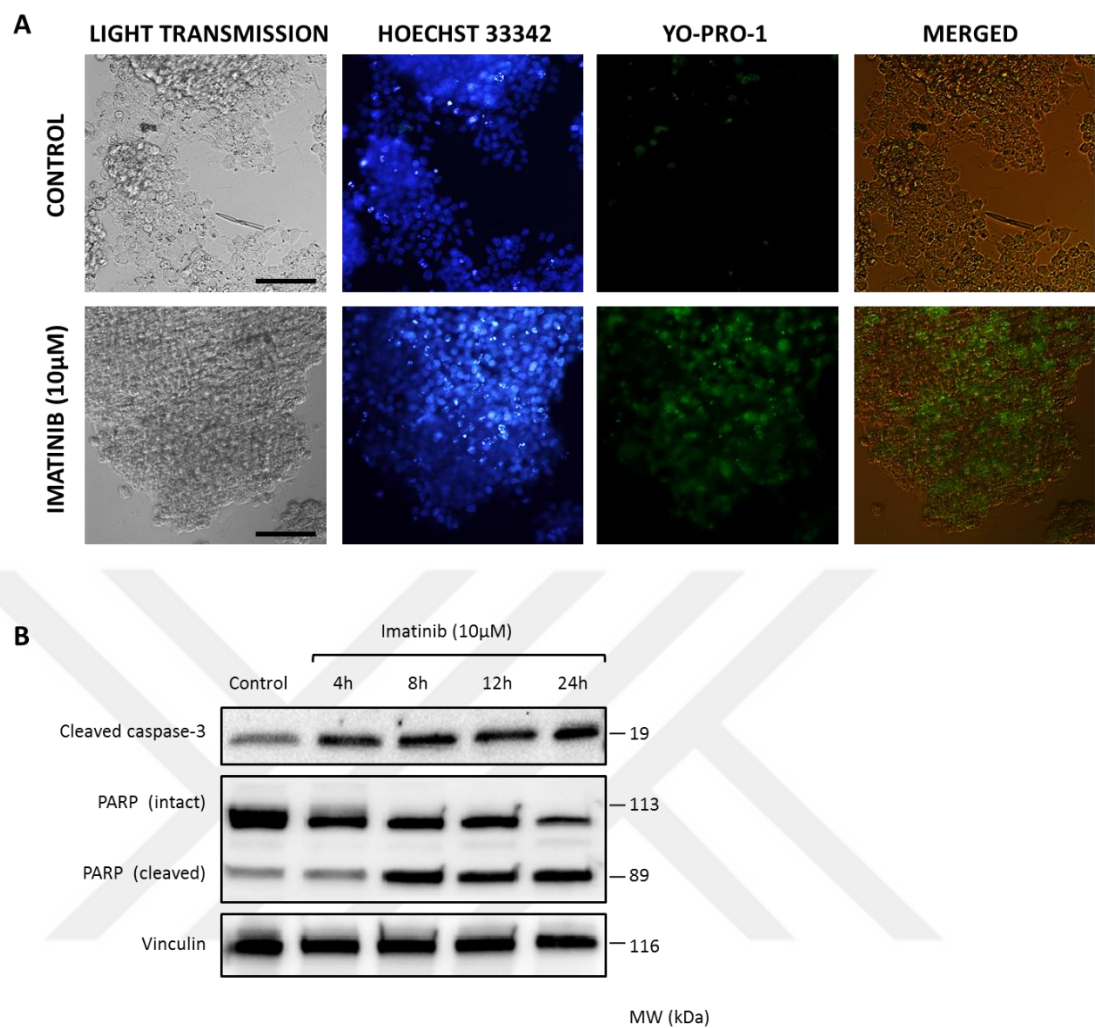 A
LIGHT TRANSMISSION HOECHST 33342 YO-PRO-1 MERGED
CONTROL
IMATINIB (10μM)
B
Imatinib (10μM)
Control 4h 8h 12h 24h
Cleaved caspase-3 19
PARP (intact) 113
PARP (cleaved) 89
Vinculin 116
MW (kDa)